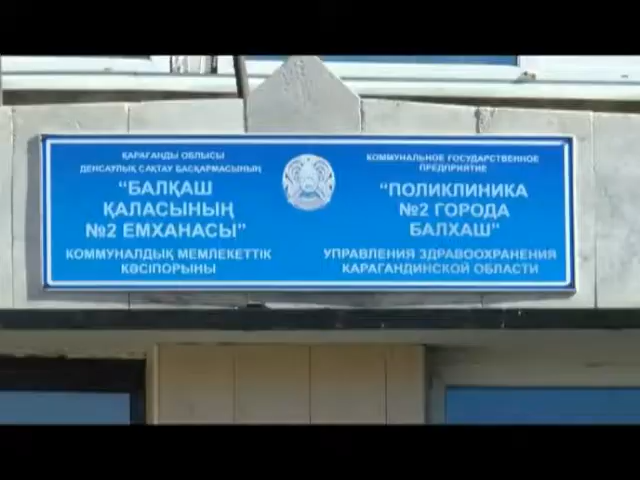 ҚАРАҒАНДЫ ОБЛЫСЫ
ДЕНСАУЛЫҚ САҚТАУ БАСҚАРМАСЫНЫҢ
“БАЛҚАШ
ҚАЛАСЫНЫҢ
№2 ЕМХАНАСЫ”
КОММУНАЛДЫҚ МЕМЛЕКЕТТІК
КӘСІПОРЫНЫ
КОММУНАЛЬНОЕ ГОСУДАРСТВЕННОЕ
ПРЕДПРИЯТИЕ
“ПОЛИКЛИНИКА
№2 ГОРОДА
БАЛХАШ”
УПРАВЛЕНИЯ ЗДРАВООХРАНЕНИЯ
КАРАГАНДИНСКОЙ ОБЛАСТИ